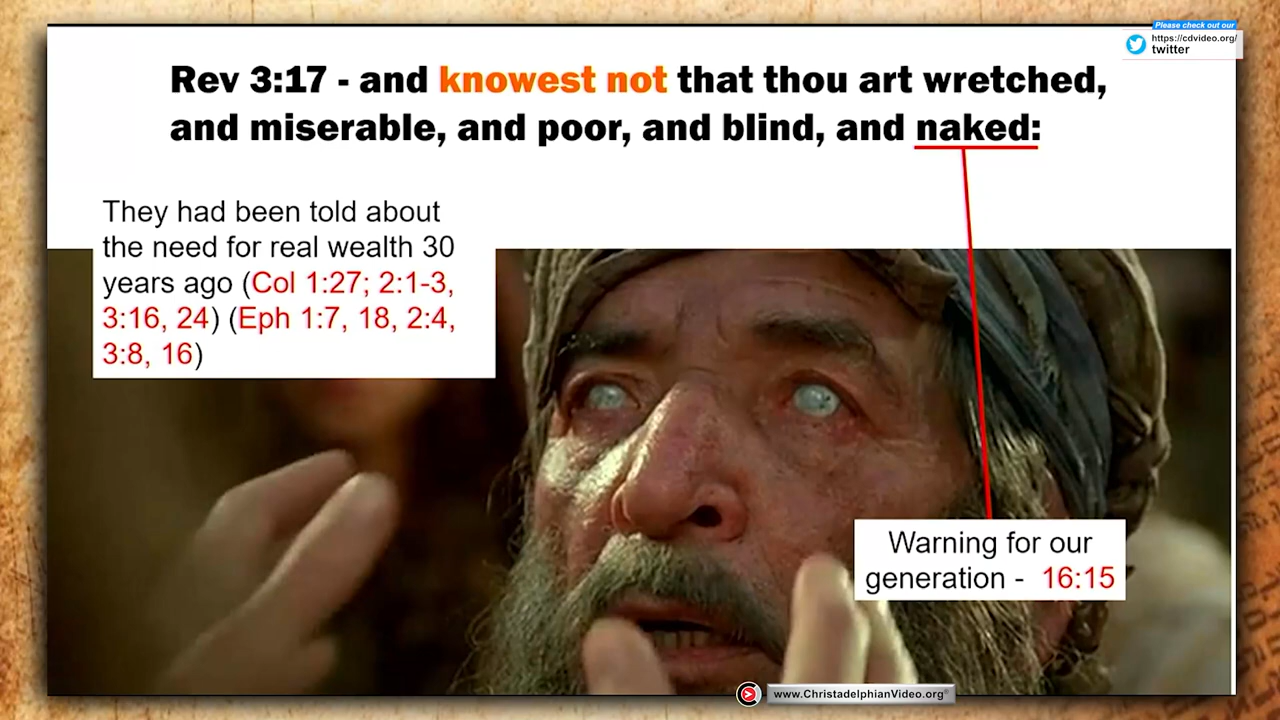 Please check out our
https://cdvideo.org/
twitter
Rev 3:17 - and knowest not that thou art wretched,
and miserable, and poor, and blind, and naked:
They had been told about
the need for real wealth 30
years ago (Col 1:27; 2:1-3,
3:16, 24) (Eph 1:7, 18, 2:4,
3:8, 16)
Warning for our
generation - 16:15
www.ChristadelphianVideo.org